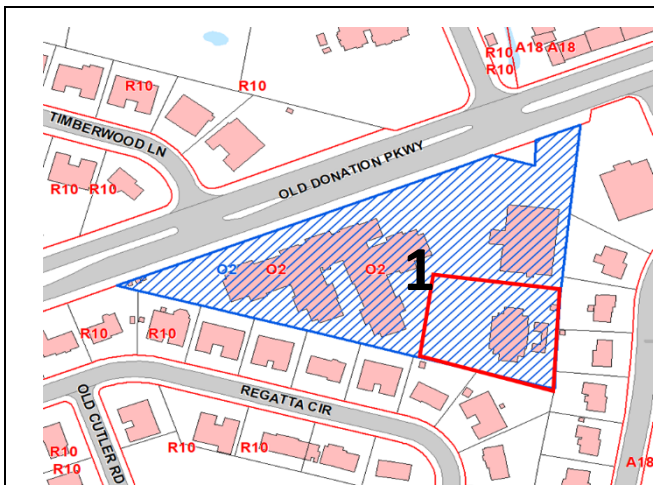 R10 A18 A18
R10
R10
R10
TIMBERWOOD LN
OLD DONATION PKWY
R10 R10
1
O2
O2
O2
R10
R10
REGATTA CIR
OLD CUTLER RD
R10
R10
R10
R10
A18